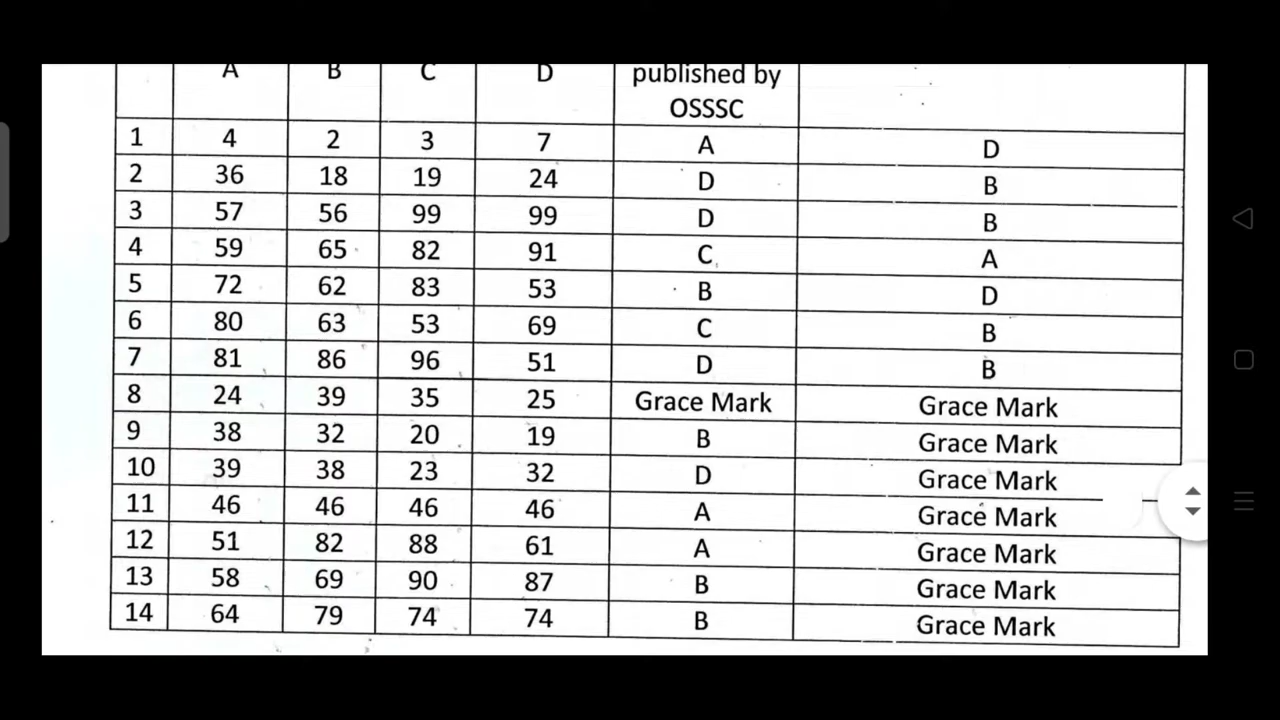 A B C D published by
OSSSC
1 4 2 3 7 A D
2 36 18 19 24 D B
3 57 56 99 99 D B
4 59 65 82 91 C A
5 72 62 83 53 B D
6 80 63 53 69 C B
7 81 86 96 51 D B
8 24 39 35 25 Grace Mark Grace Mark
9 38 32 20 19 B Grace Mark
10 39 38 23 32 D Grace Mark
11 46 46 46 46 A Grace Mark
12 51 82 88 61 A Grace Mark
13 58 69 90 87 B Grace Mark
14 64 79 74 74 B Grace Mark